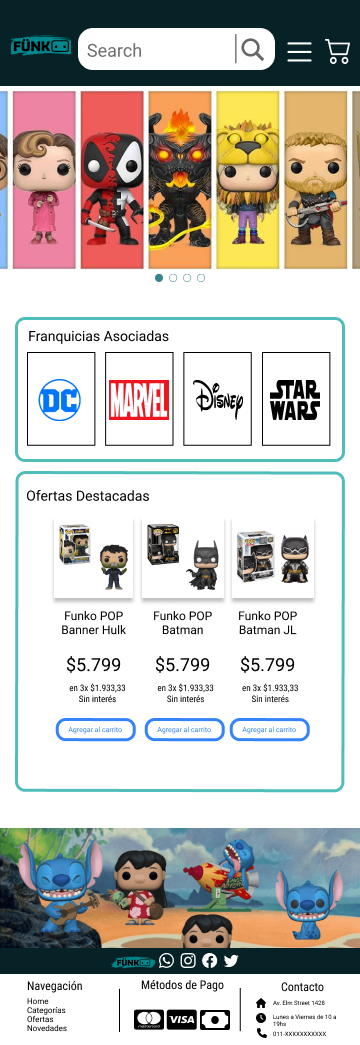 FÜNK
Search
Franquicias Asociadas
DC
MARVEL
Disney
STAR
WARS
Ofertas Destacadas
Funko POP
Banner Hulk
Funko POP
Batman
Funko POP
Batman JL
$5.799
$5.799
$5.799
en 3x $1.933,33
Sin interés
en 3x $1.933,33
Sin interés
en 3x $1.933,33
Sin interés
Agregar al carrito
Agregar al carrito
Agregar al carrito
FÜNK
Navegación
Home
Categorías
Ofertas
Novedades
Métodos de Pago
mastercard
VISA
Contacto
Av. Elm Street 1428
Lunes a Viernes de 10 a
19hs
011-XXXXXXXXXXX